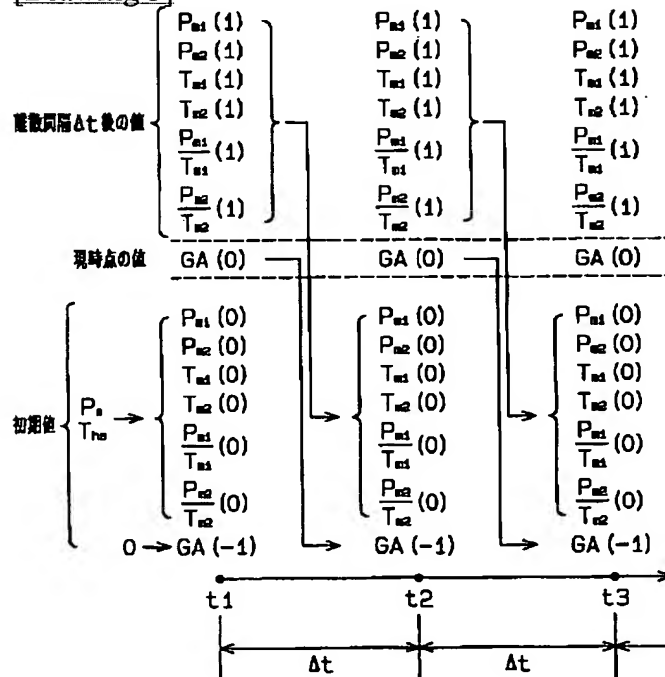 Pm1 (1) Pm1 (1) Pm1 (1)
Pm2 (1) Pm2 (1) Pm2 (1)
Tm1 (1) Tm1 (1) Tm1 (1)
離散間隔Δt後の値 Tm2 (1) Tm2 (1) Tm2 (1)
Pm1/Tm1 (1) Pm1/Tm1 (1) Pm1/Tm1 (1)
Pm2/Tm2 (1) Pm2/Tm2 (1) Pm2/Tm2 (1)
現時点の値 GA (0) GA (0) GA (0)
Pm1 (0) Pm1 (0) Pm1 (0)
Pm2 (0) Pm2 (0) Pm2 (0)
Tm1 (0) Tm1 (0) Tm1 (0)
初期値 Tm2 (0) Tm2 (0) Tm2 (0)
Pm1/Tm1 (0) Pm1/Tm1 (0) Pm1/Tm1 (0)
Pm2/Tm2 (0) Pm2/Tm2 (0) Pm2/Tm2 (0)
0 → GA (-1) GA (-1) GA (-1)
t1 t2 t3
Δt Δt